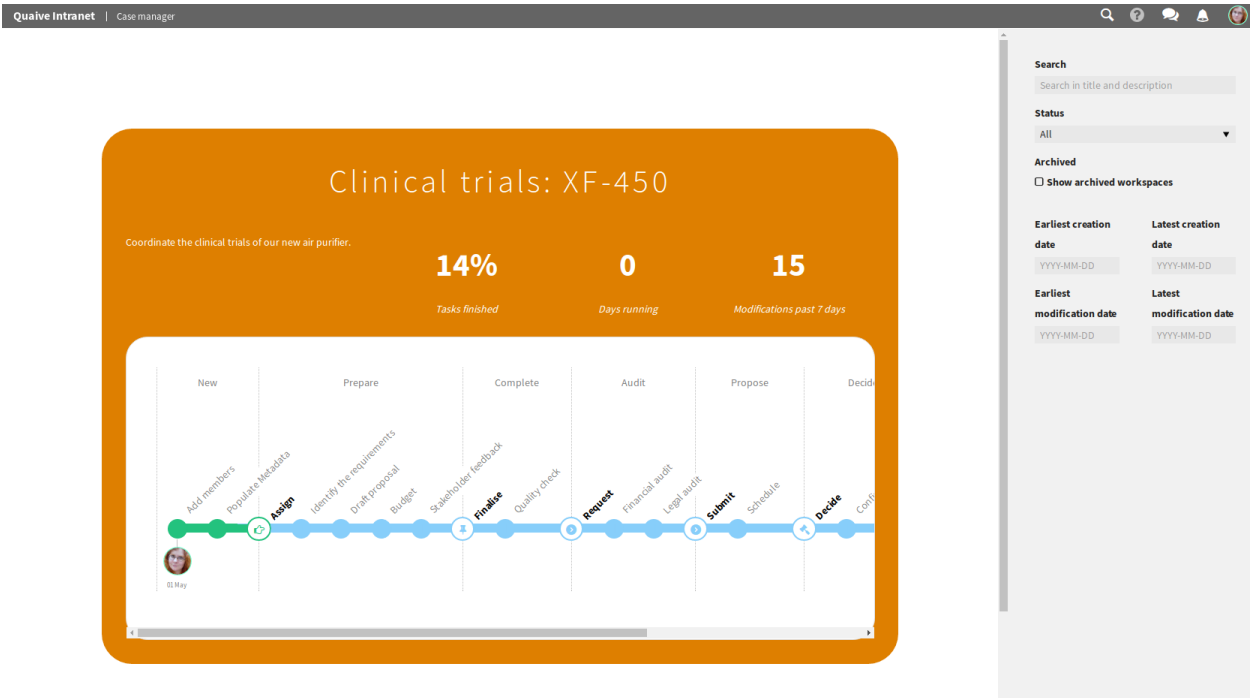 Quaive Intranet | Case manager
Clinical trials: XF-450
Coordinate the clinical trials of our new air purifier.
14%
0
15
Tasks finished
Days running
Modifications past 7 days
New
Prepare
Complete
Audit
Propose
Decide
Add members
Populate Metadata
Assign
Identify the requirements
Draft proposal
Budget
Stakeholder feedback
Finalise
Quality check
Request
Financial audit
Legal audit
Submit
Schedule
Decide
01 May
Search
Search in title and description
Status
All
Archived
Show archived workspaces
Earliest creation
date
YYYY-MM-DD
Latest creation
date
YYYY-MM-DD
Earliest
modification date
YYYY-MM-DD
Latest
modification date
YYYY-MM-DD